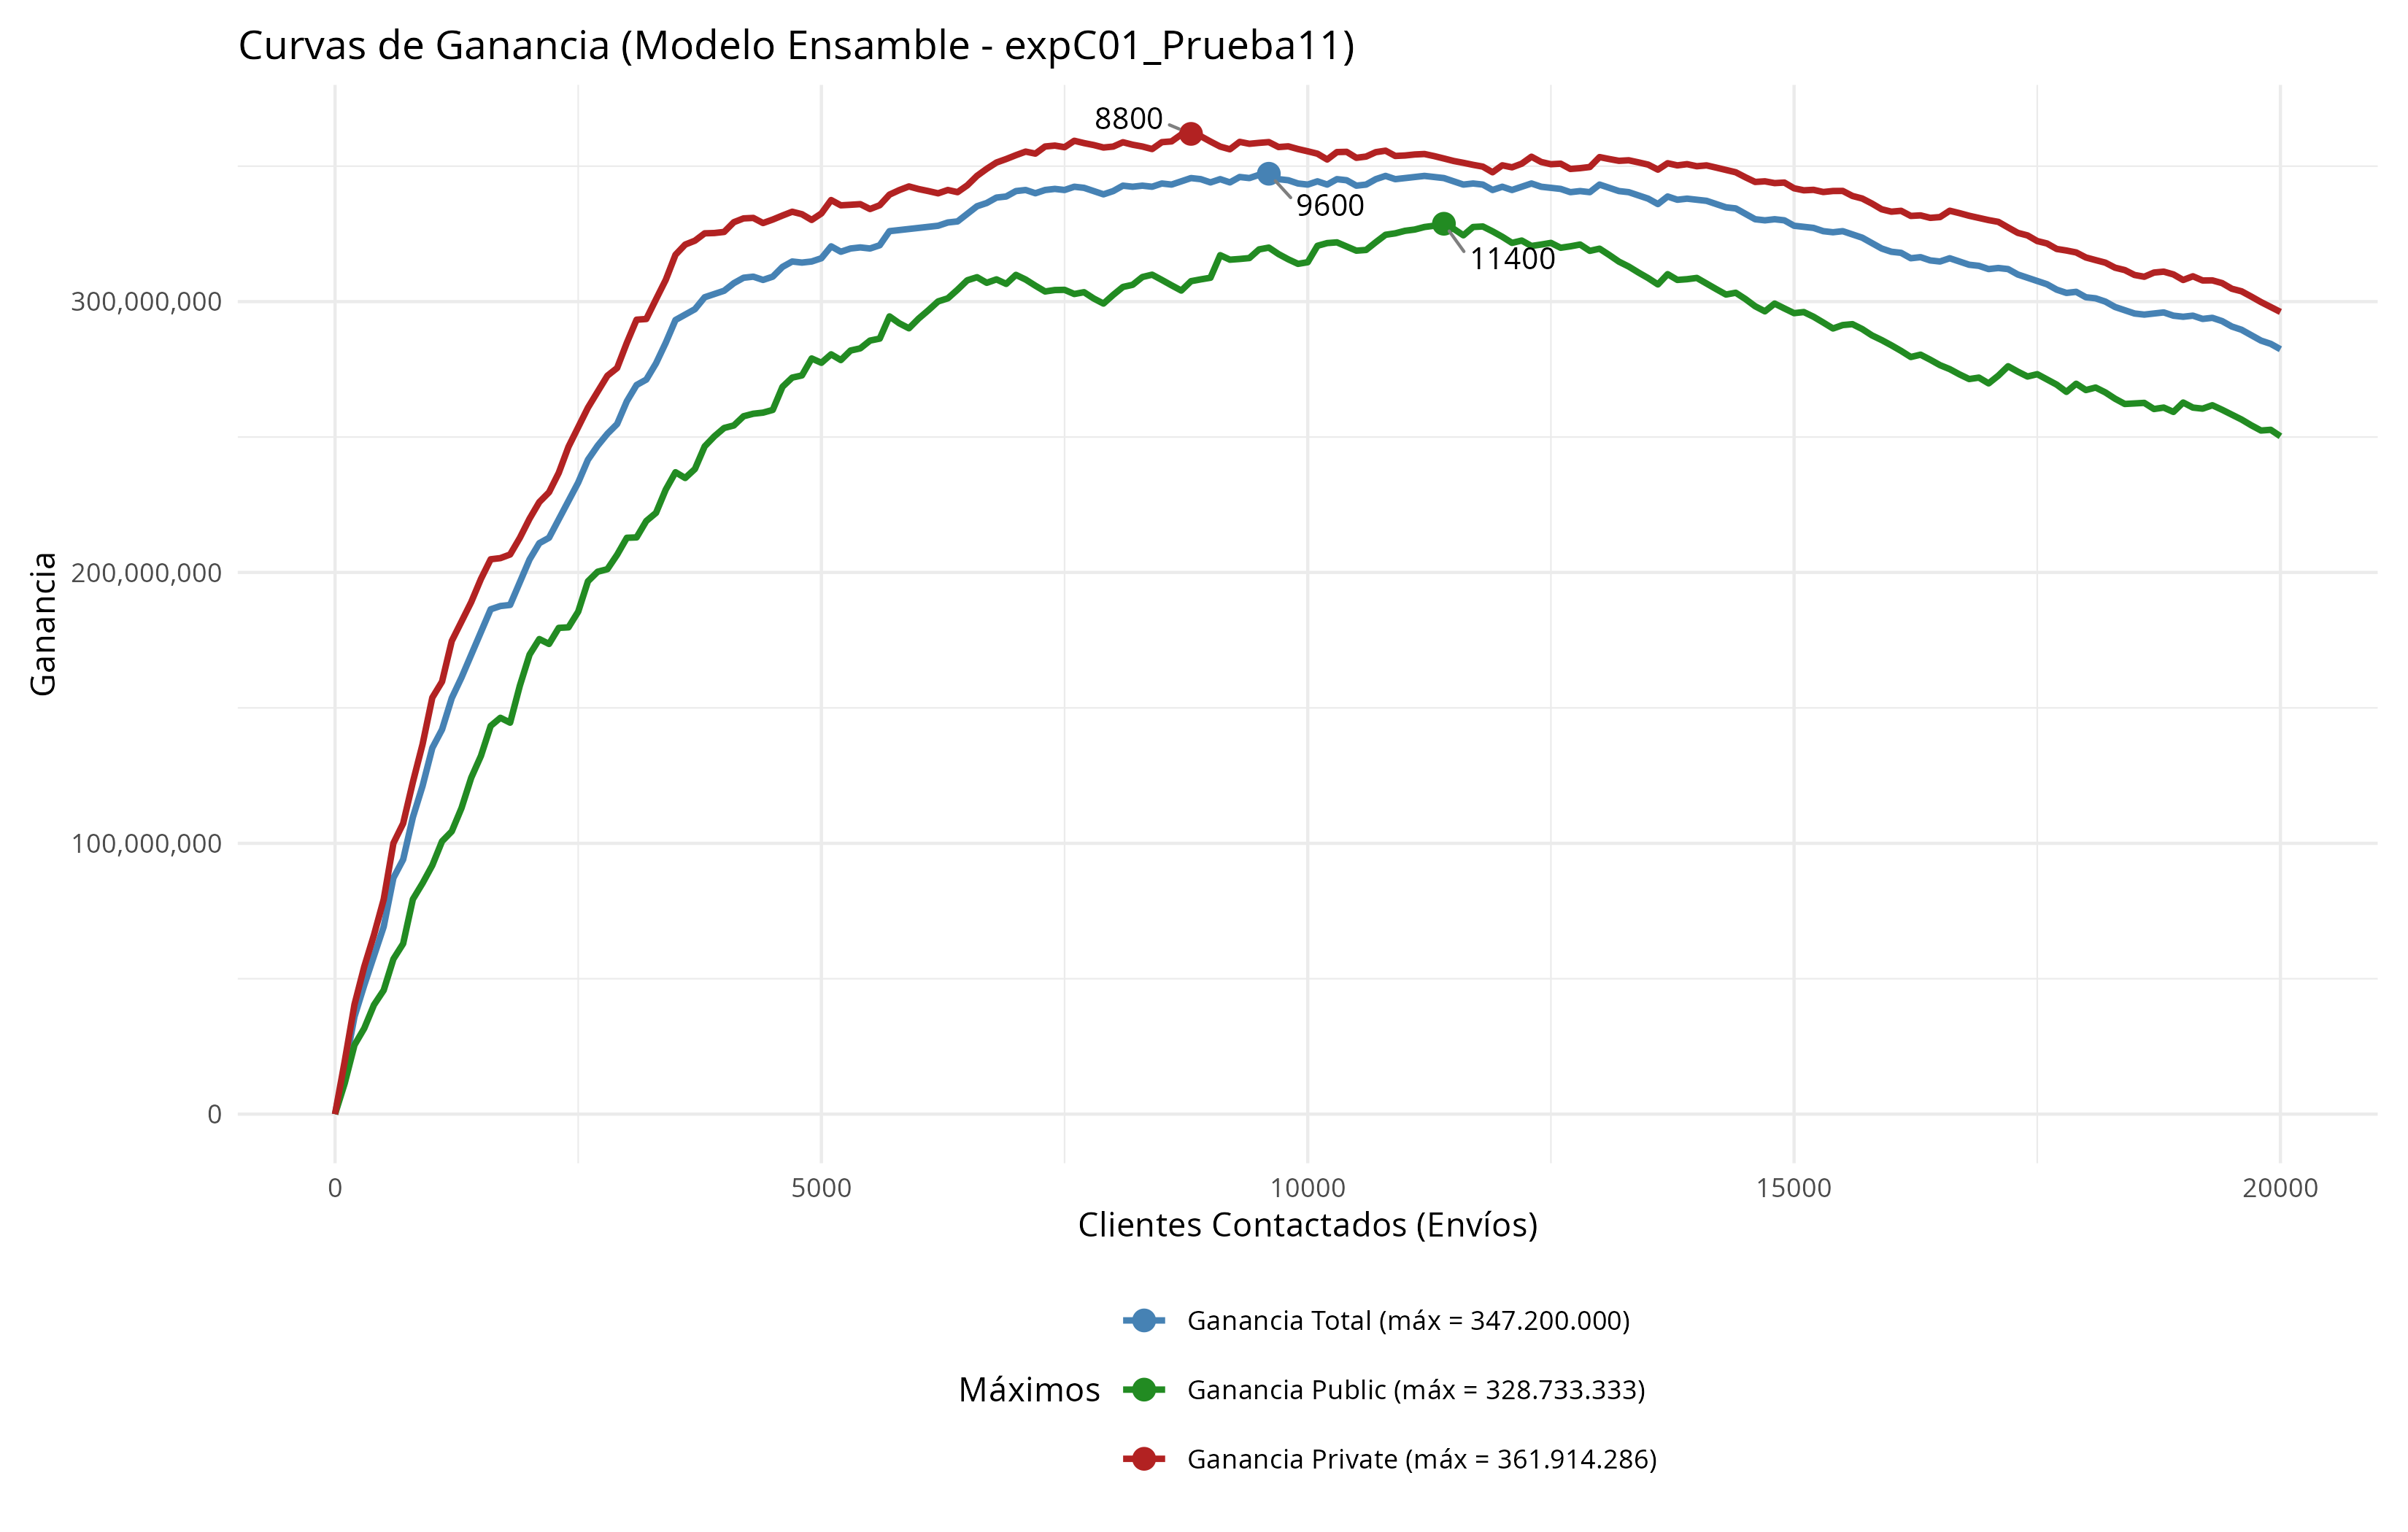 Curvas de Ganancia (Modelo Ensamble - expC01_Prueba11)
8800
9600
11400
Ganancia
300,000,000
200,000,000
100,000,000
0
0 5000 10000 15000 20000
Clientes Contactados (Envíos)
Máximos
Ganancia Total (máx = 347.200.000)
Ganancia Public (máx = 328.733.333)
Ganancia Private (máx = 361.914.286)